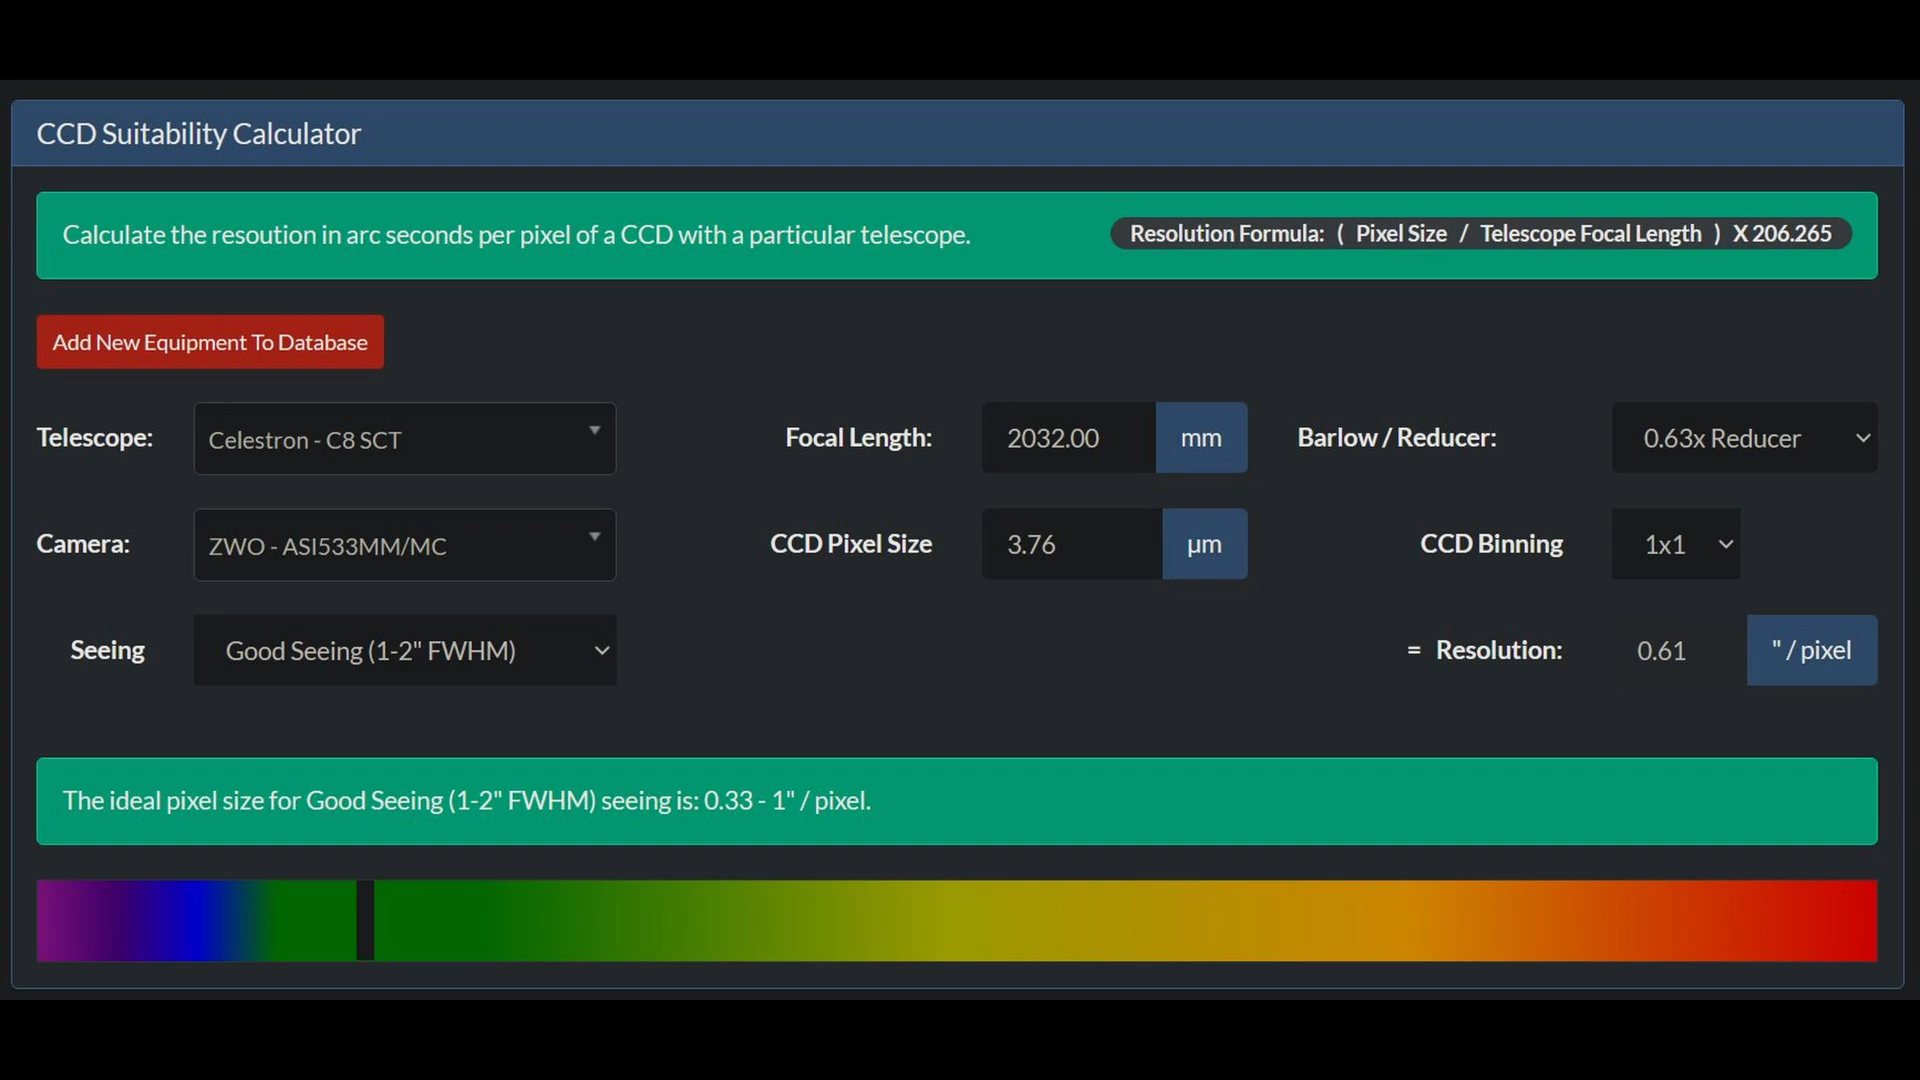 CCD Suitability Calculator
Calculate the resoution in arc seconds per pixel of a CCD with a particular telescope.
Resolution Formula: ( Pixel Size / Telescope Focal Length ) X 206.265
Add New Equipment To Database
Telescope: Celestron - C8 SCT Focal Length: 2032.00 mm Barlow / Reducer: 0.63x Reducer
Camera: ZWO - ASI533MM/MC CCD Pixel Size 3.76 µm CCD Binning 1x1
Seeing Good Seeing (1-2" FWHM) = Resolution: 0.61 " / pixel
The ideal pixel size for Good Seeing (1-2" FWHM) seeing is: 0.33 - 1" / pixel.